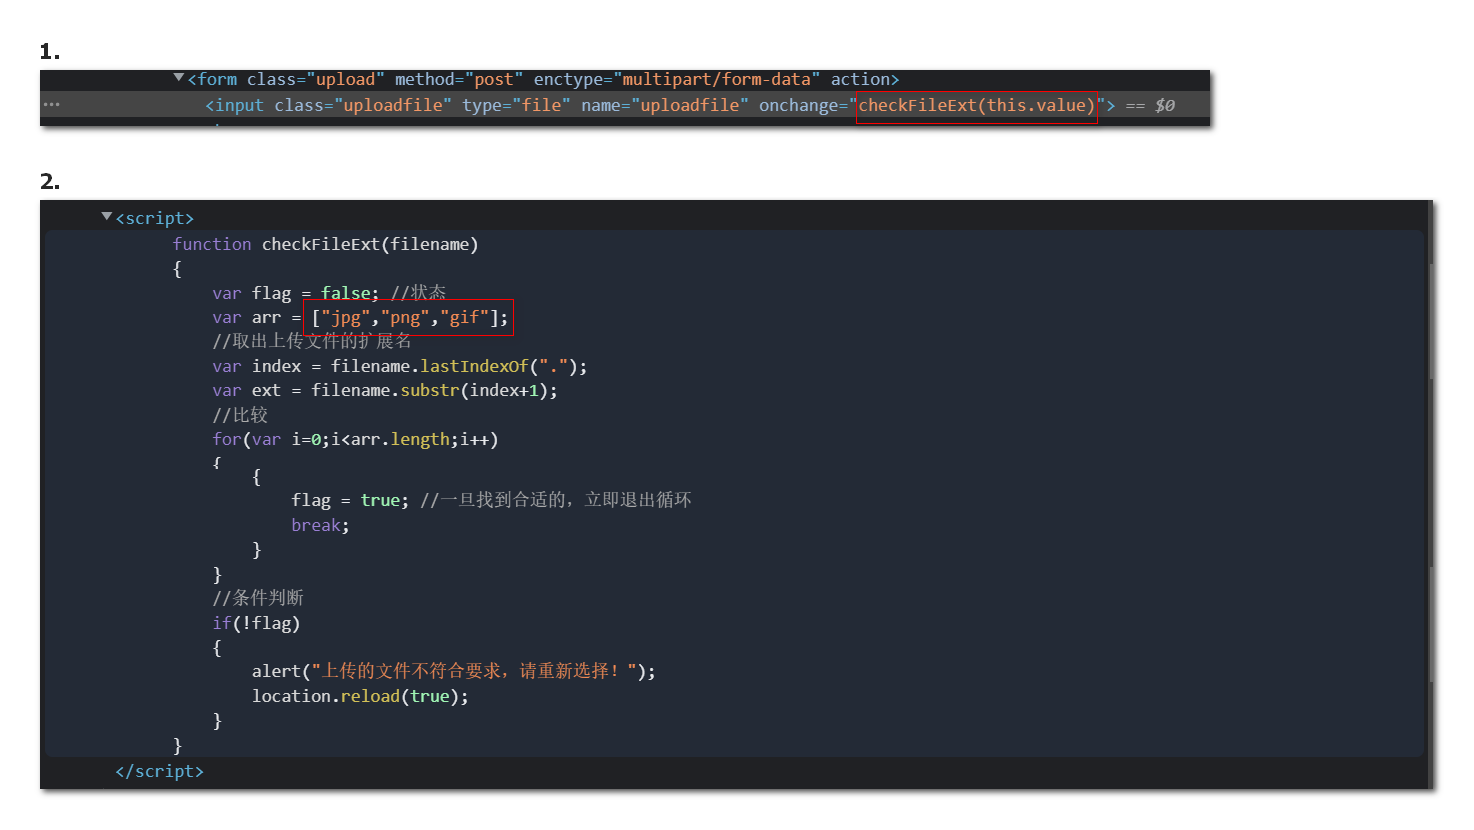 1.
▼<form class="upload" method="post" enctype="multipart/form-data" action>
··· <input class="uploadfile" type="file" name="uploadfile" onchange="checkFileExt(this.value)"> == $0
2.
▼<script>
function checkFileExt(filename)
{
var flag = false; //状态
var arr = ["jpg","png","gif"];
//取出上传文件的扩展名
var index = filename.lastIndexOf(".");
var ext = filename.substr(index+1);
//比较
for(var i=0;i<arr.length;i++)
{
{
flag = true; //一旦找到合适的，立即退出循环
break;
}
}
//条件判断
if(!flag)
{
alert("上传的文件不符合要求，请重新选择！");
location.reload(true);
}
}
</script>